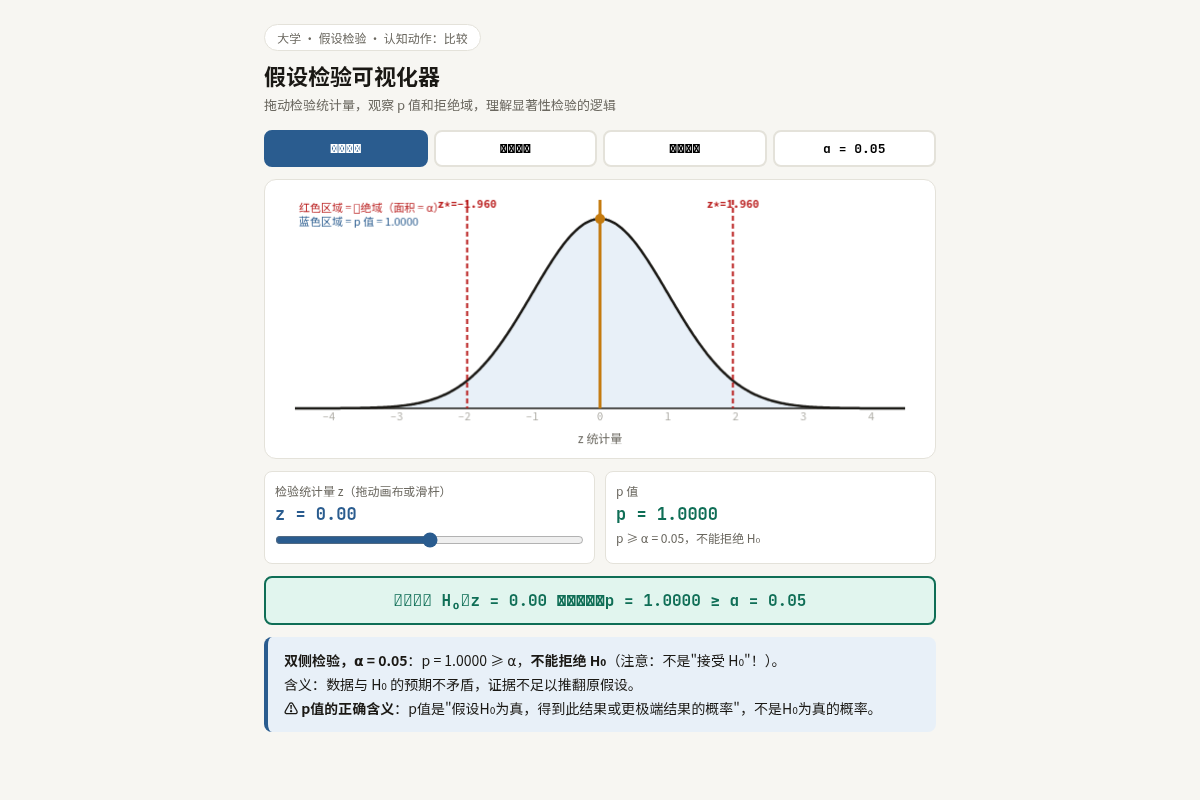 大学 · 假设检验 · 认知动作：比较
假设检验可视化器
拖动检验统计量，观察 p 值和拒绝域，理解显著性检验的逻辑
α = 0.05
红色区域 = 绝域（面积 = α）
z*=−1.960
z*=1.960
蓝色区域 = p 值 = 1.0000
−4 −3 −2 −1 0 1 2 3 4
z 统计量
检验统计量 z（拖动画布或滑杆）
z = 0.00
p 值
p = 1.0000
p ⩾ α = 0.05，不能拒绝 H₀
H₀ z = 0.00 p = 1.0000 ≥ α = 0.05
双侧检验，α = 0.05：p = 1.0000 ⩾ α，不能拒绝 H₀（注意：不是"接受 H₀"！）。
含义：数据与 H₀ 的预期不矛盾，证据不足以推翻原假设。
⚠ p值的正确含义：p值是"假设H₀为真，得到此结果或更极端结果的概率"，不是H₀为真的概率。